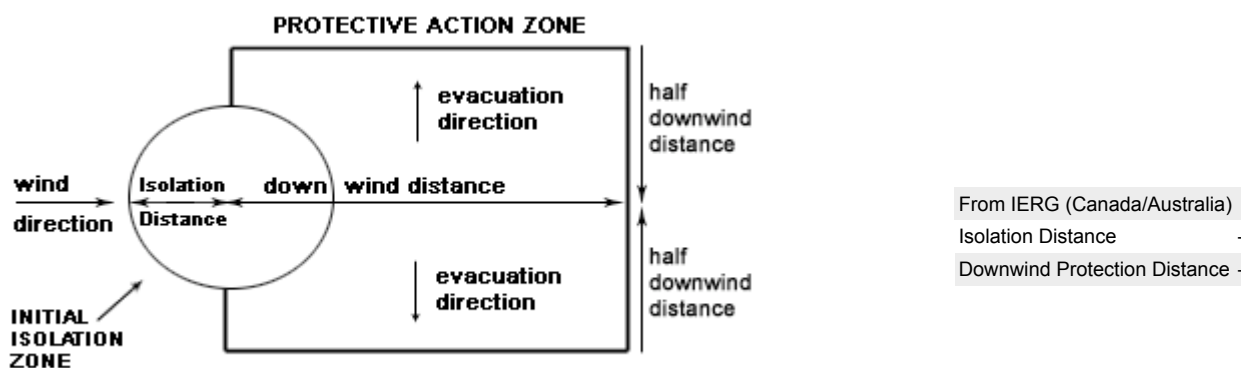 PROTECTIVE ACTION ZONE
evacuation
direction
half
downwind
distance
wind
direction
Isolation
Distance
down wind distance
evacuation
direction
half
downwind
distance
INITIAL
ISOLATION
ZONE
From IERG (Canada/Australia)
Isolation Distance -
Downwind Protection Distance -